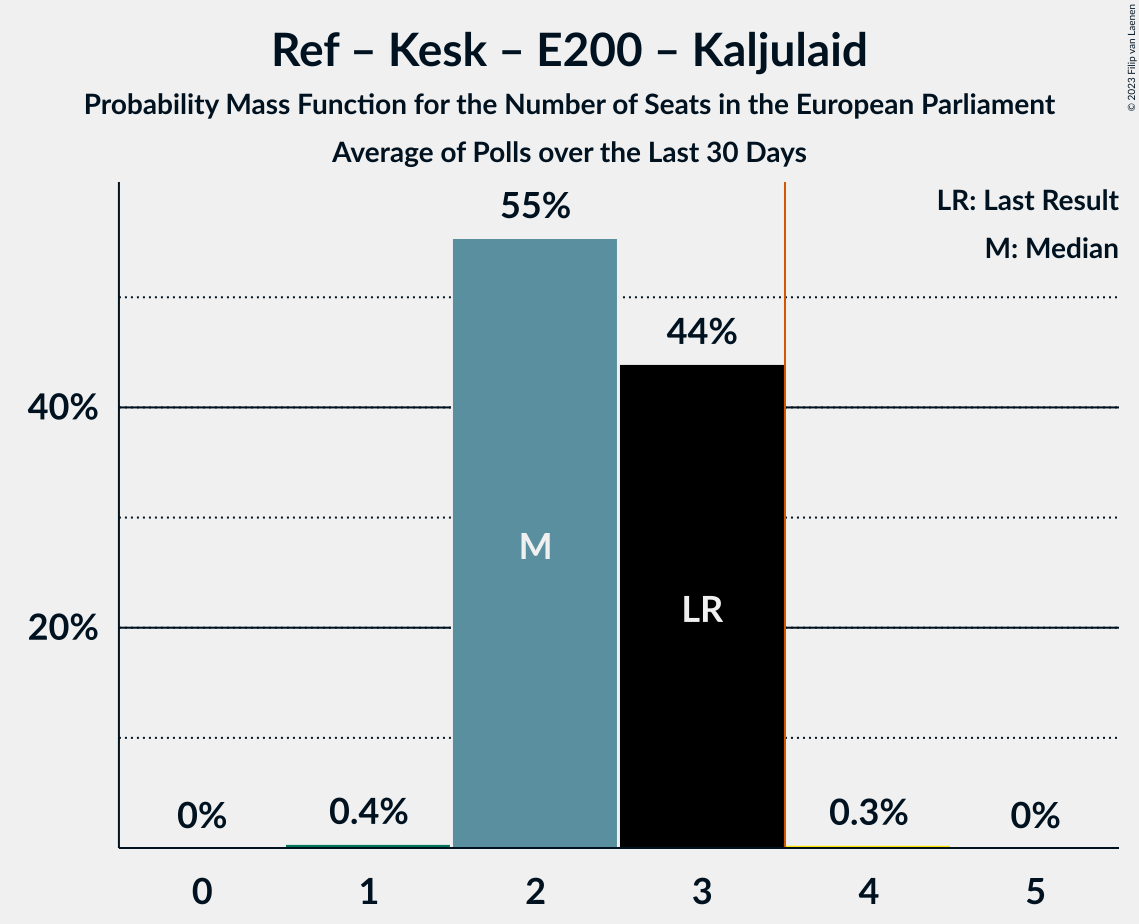 Ref – Kesk – E200 – Kaljulaid
Probability Mass Function for the Number of Seats in the European Parliament
Average of Polls over the Last 30 Days
© 2023 Filip van Laenen
LR: Last Result
M: Median
55%
44%
40%
20%
M
LR
0%
0.4%
0.3%
0%
0 1 2 3 4 5